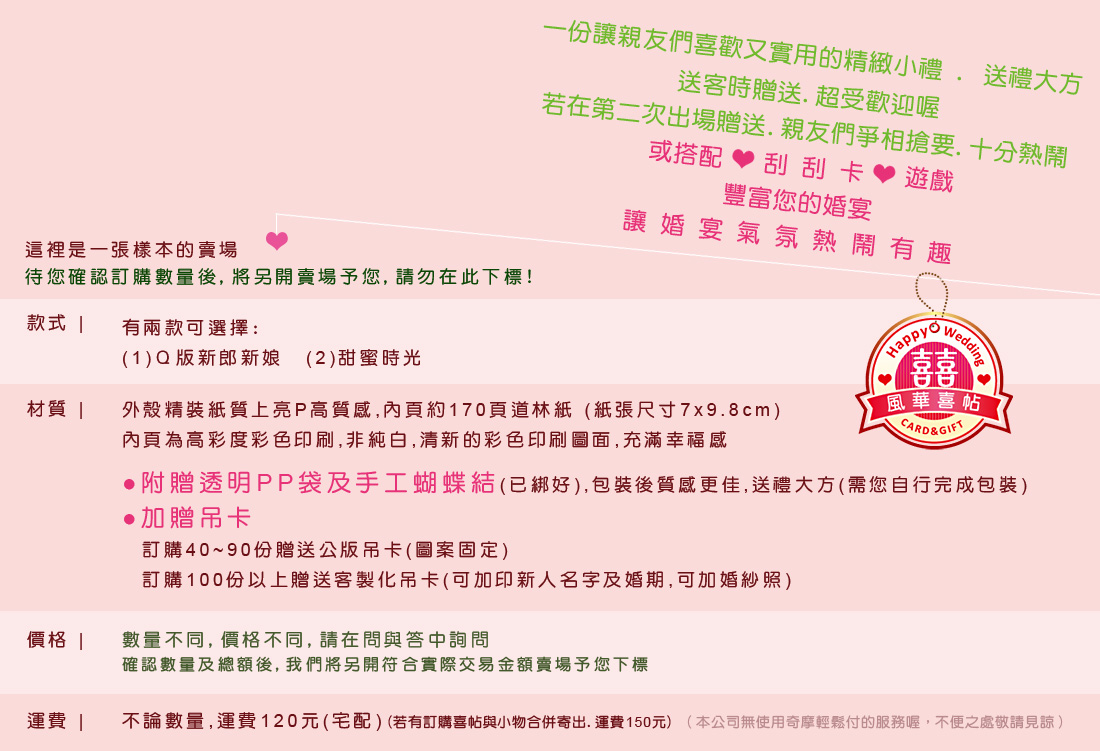 一份讓親友們喜歡又實用的精緻小禮 . 送禮大方
送客時贈送.超受歡迎喔
若在第二次出場贈送.親友們爭相搶要.十分熱鬧
或搭配❤刮刮卡❤遊戲
豐富您的婚宴
讓婚宴氣氛熱鬧有趣
這裡是一張樣本的賣場
待您確認訂購數量後,將另開賣場予您,請勿在此下標!
款式 | 有兩款可選擇:
(1)Q版新郎新娘 (2)甜蜜時光
Happy Wedding
囍
風華喜帖
CARD&GIFT
材質 | 外殼精裝紙質上亮P高質感,內頁約170頁道林紙 (紙張尺寸7x9.8cm)
內頁為高彩度彩色印刷,非純白,清新的彩色印刷圖面,充滿幸福感
●附贈透明PP袋及手工蝴蝶結(已綁好),包裝後質感更佳,送禮大方(需您自行完成包裝)
●加贈吊卡
訂購40~90份贈送公版吊卡(圖案固定)
訂購100份以上贈送客製化吊卡(可加印新人名字及婚期,可加婚紗照)
價格 | 數量不同,價格不同,請在問與答中詢問
確認數量及總額後,我們將另開符合實際交易金額賣場予您下標
運費 | 不論數量,運費120元(宅配)(若有訂購喜帖與小物合併寄出.運費150元) (本公司無使用奇摩輕鬆付的服務喔,不便之處敬請見諒)